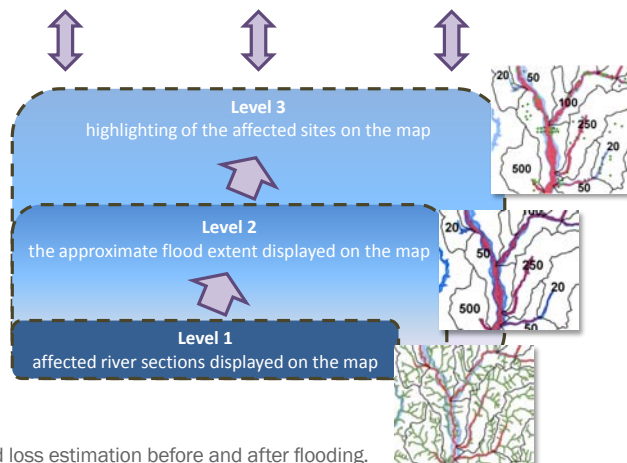 Level 3
highlighting of the affected sites on the map
Level 2
the approximate flood extent displayed on the map
Level 1
affected river sections displayed on the map
20
50
100
250
20
500
50
100
20
50
250
20
500
50
loss estimation before and after flooding.